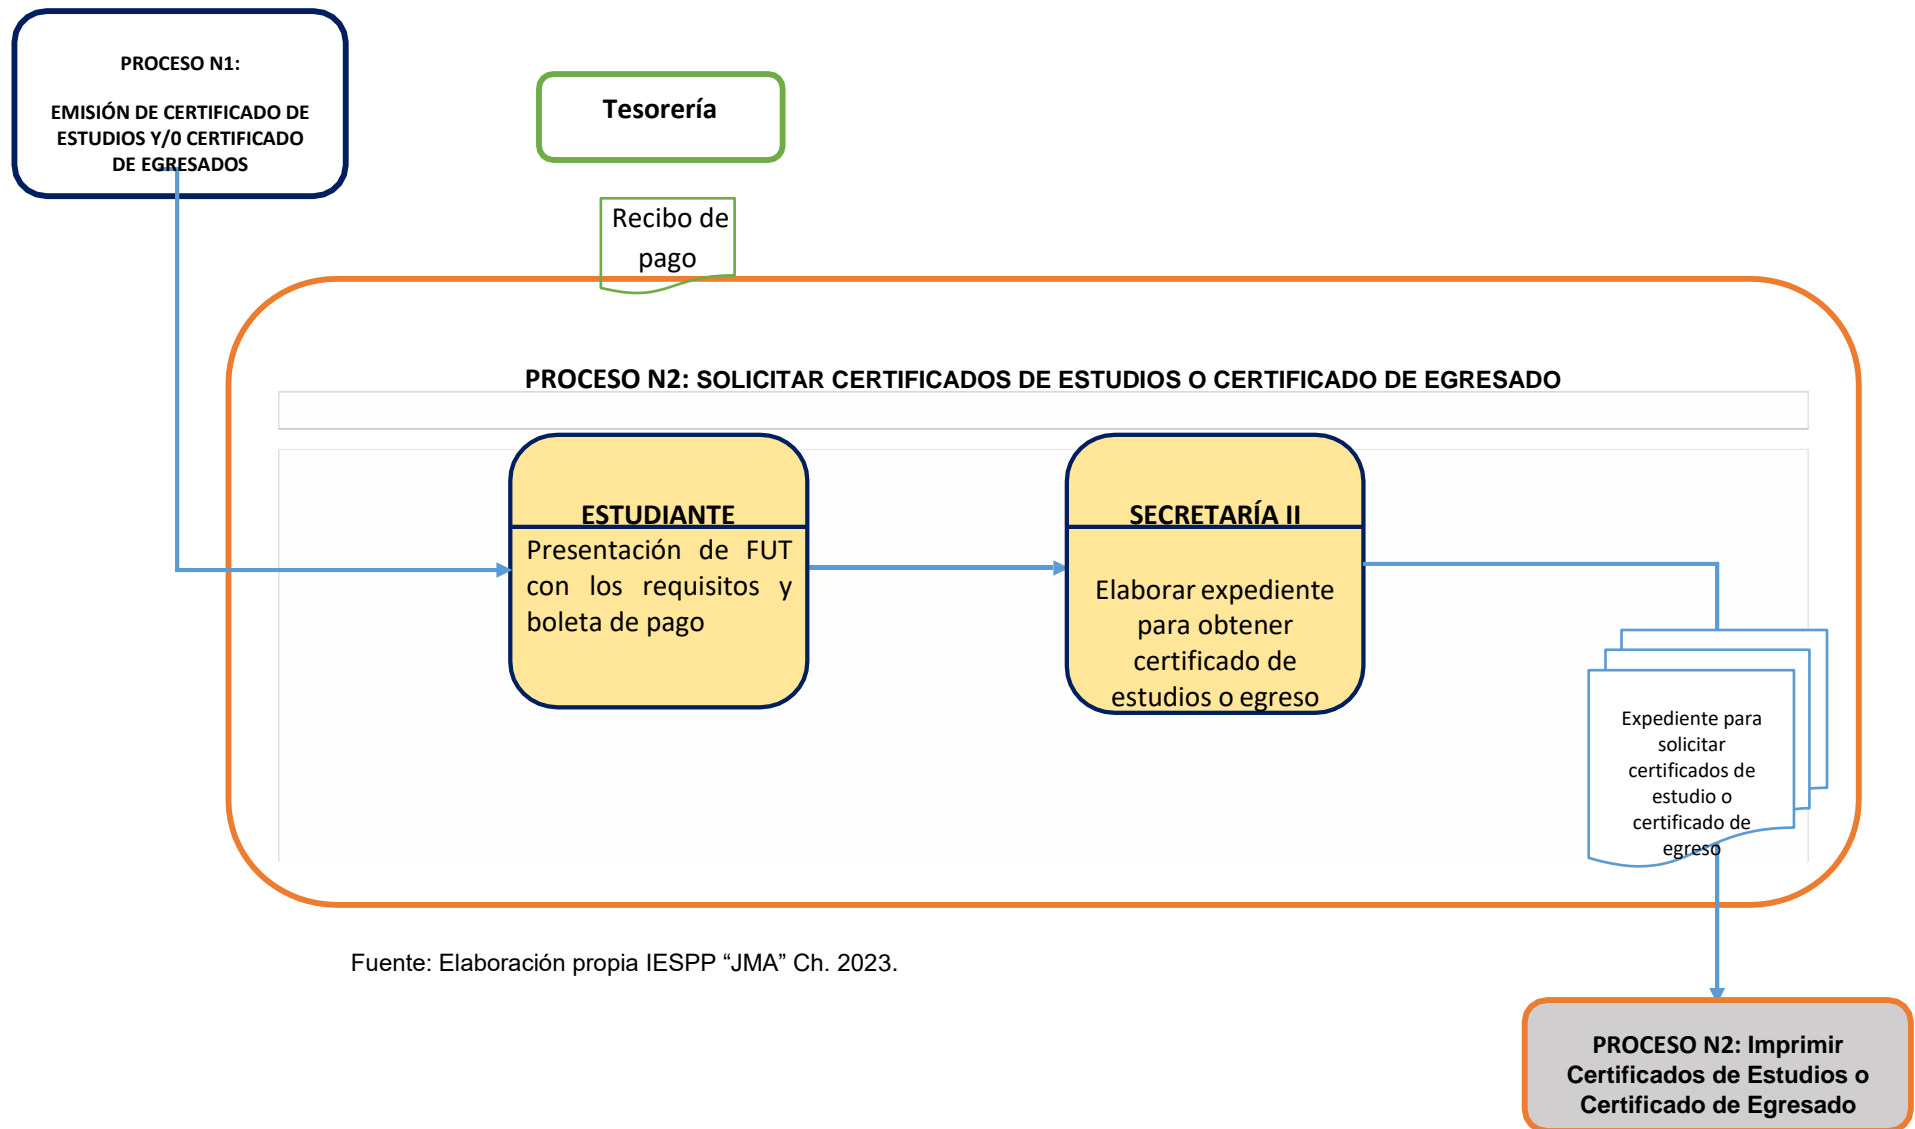 PROCESO N1:
EMISIÓN DE CERTIFICADO DE
ESTUDIOS Y/0 CERTIFICADO
DE EGRESADOS
Tesorería
Recibo de
pago
PROCESO N2: SOLICITAR CERTIFICADOS DE ESTUDIOS O CERTIFICADO DE EGRESADO
ESTUDIANTE
Presentación de FUT
con los requisitos y
boleta de pago
SECRETARÍA II
Elaborar expediente
para obtener
certificado de
estudios o egreso
Expediente para
solicitar
certificados de
estudio o
certificado de
egreso
Fuente: Elaboración propia IESPP “JMA” Ch. 2023.
PROCESO N2: Imprimir
Certificados de Estudios o
Certificado de Egresado